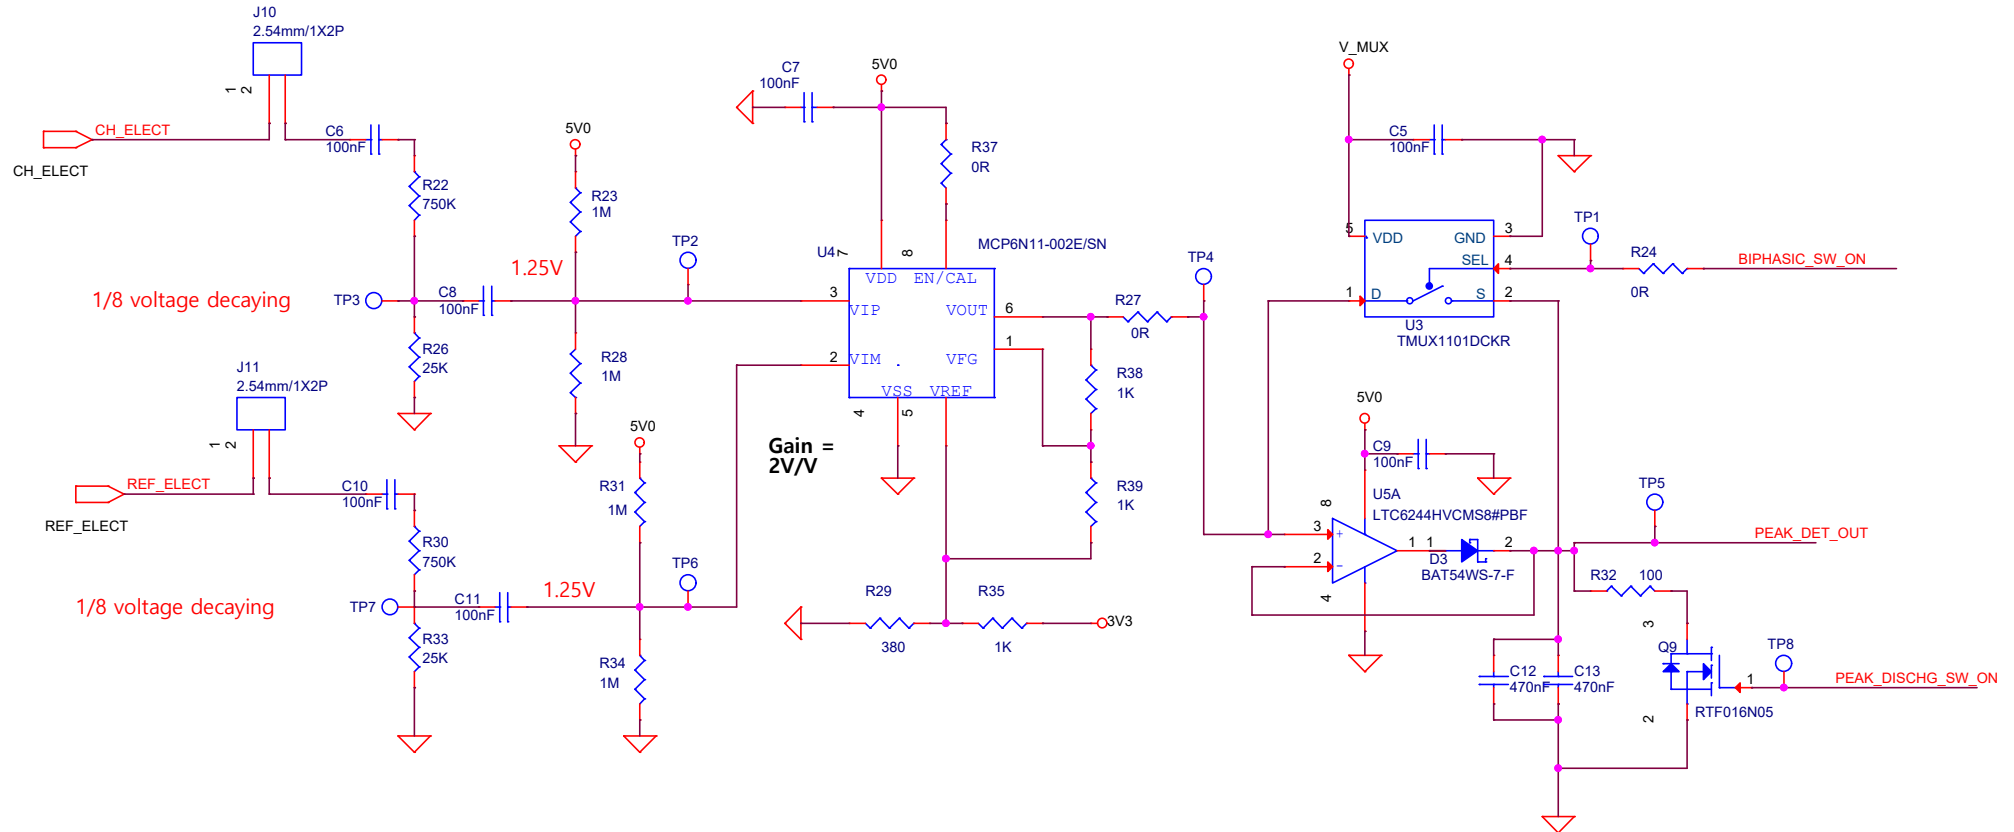 J10
2.54mm/1X2P
1
2
CH_ELECT
CH_ELECT
C6
100nF
R22
750K
1/8 voltage decaying
TP3
R26
25K
C8
100nF
1.25V
5V0
R23
1M
R28
1M
TP2
J11
2.54mm/1X2P
1
2
REF_ELECT
REF_ELECT
C10
100nF
R30
750K
1/8 voltage decaying
TP7
R33
25K
C11
100nF
1.25V
5V0
R31
1M
R34
1M
TP6
C7
100nF
5V0
R37
0R
U4
MCP6N11-002E/SN
7
8
VDD
EN/CAL
3
VIP
VOUT
6
2
VIM
.
VFG
1
VSS
VREF
4
5
Gain =
2V/V
R27
0R
TP4
R38
1K
R39
1K
R29
380
R35
1K
3V3
V_MUX
C5
100nF
5
VDD
GND
3
SEL
4
1
D
S
2
U3
TMUX1101DCKR
TP1
R24
0R
BIPHASIC_SW_ON
5V0
C9
100nF
U5A
LTC6244HVCMS8#PBF
8
3
+
2
-
4
1
1
D3
2
BAT54WS-7-F
TP5
PEAK_DET_OUT
R32
100
C12
470nF
C13
470nF
3
Q9
2
1
RTF016N05
TP8
PEAK_DISCHG_SW_ON